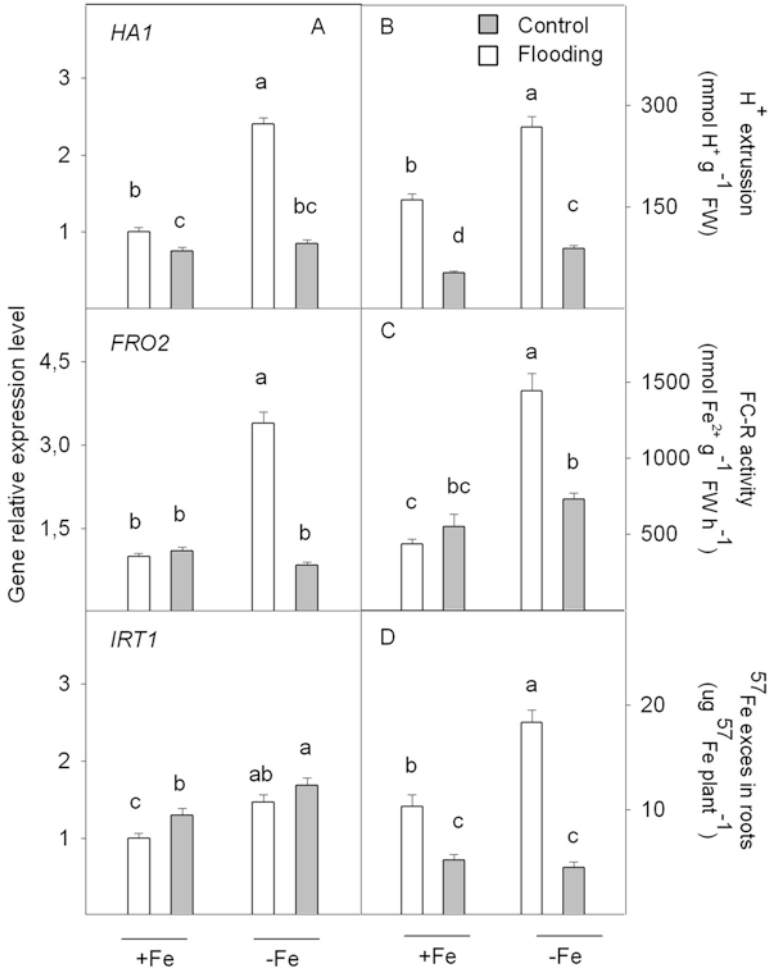 HA1
A
B
Control
Flooding
3
2
1
a
b
c
bc
a
b
d
c
300
150
H+ extrussion
(mmol H+ g-1 FW)
Gene relative expression level
FRO2
C
4,5
3,0
1,5
a
b
b
b
a
c
bc
b
1500
1000
500
FC-R activity
(nmol Fe2+ g-1 FW h-1)
IRT1
D
3
2
1
c
b
ab
a
b
c
a
c
20
10
57Fe exces in roots
(ug 57Fe plant-1)
+Fe
-Fe
+Fe
-Fe